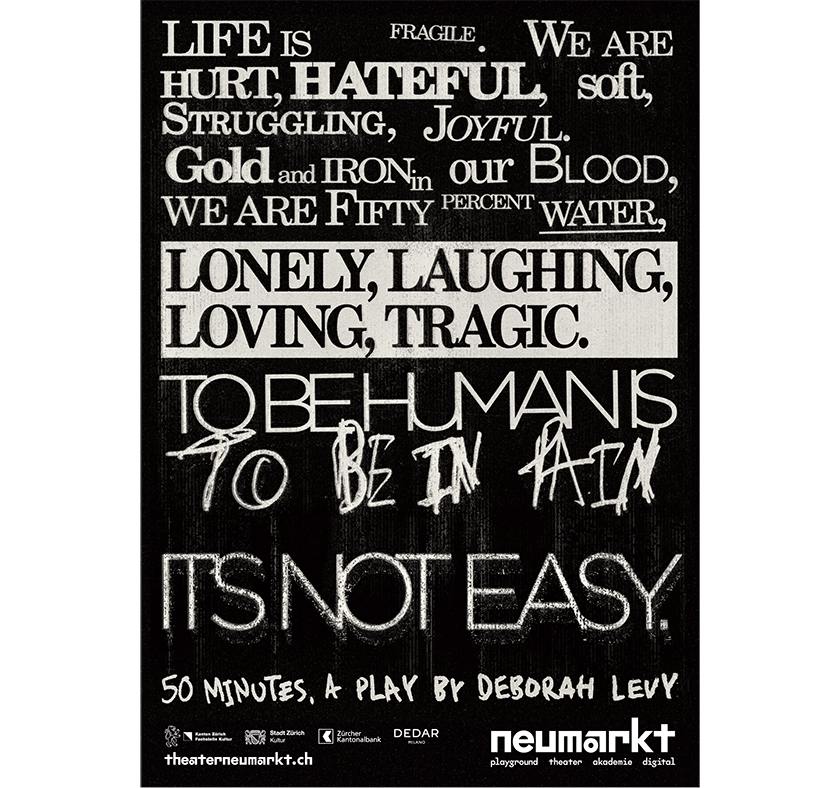 LIFE IS FRAGILE. WE ARE
HURT, HATEFUL, soft,
STRUGGLING, JOYFUL.
Gold and IRON in our BLOOD,
WE ARE FIFTY PERCENT WATER,
LONELY, LAUGHING,
LOVING, TRAGIC.
TO BE HUMAN IS
TO BE IN PAIN
IT'S NOT EASY.
50 MINUTES, A PLAY BY DEBORAH LEVY
Kanton Zürich
Fachstelle Kultur
Stadt Zürich
Kultur
Zürcher
Kantonalbank
DEDAR
MILANO
theaterneumarkt.ch
neumarkt
playground theater akademie digital